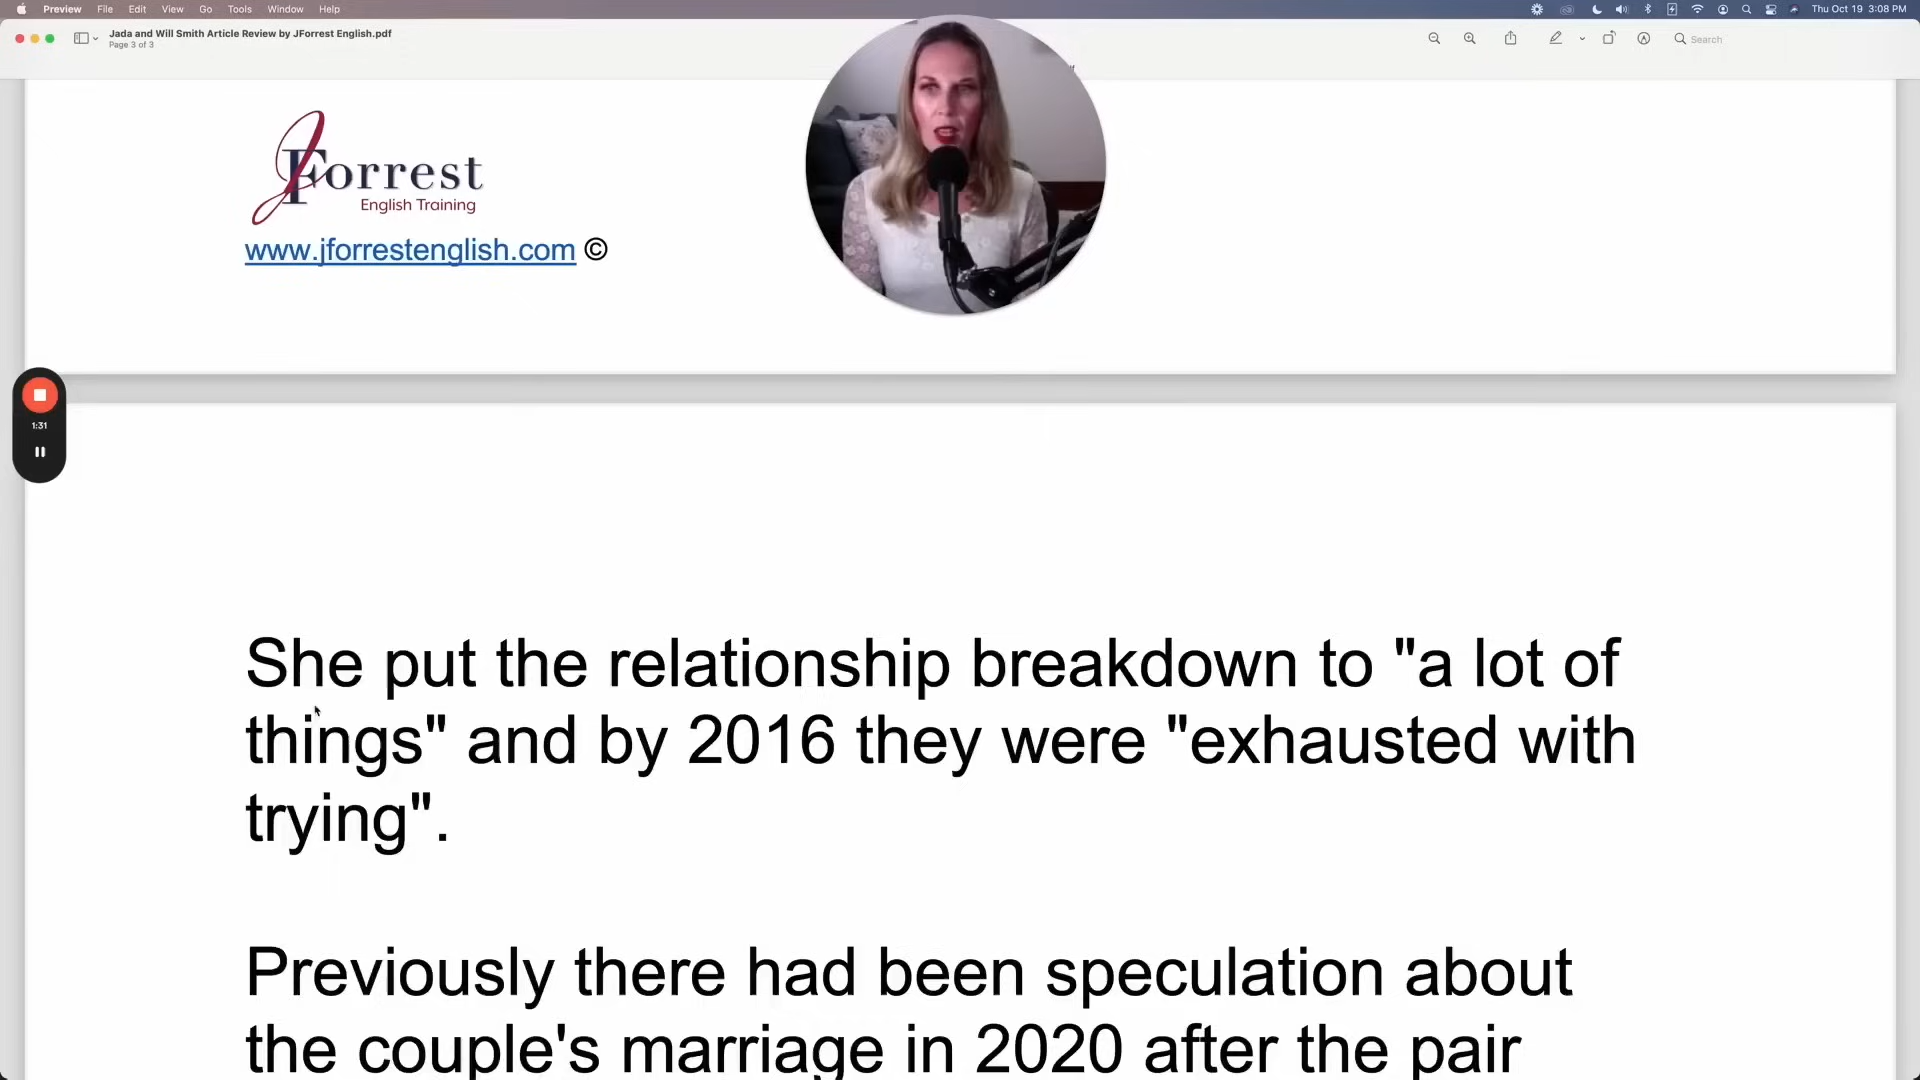 Preview File Edit View Go Tools Window Help
Thu Oct 19 3:08 PM
Jada and Will Smith Article Review by JForrest English.pdf
Page 3 of 3
Search
JForrest
English Training
www.jforrestenglish.com ©
1:31
She put the relationship breakdown to "a lot of
things" and by 2016 they were "exhausted with
trying".
Previously there had been speculation about
the couple's marriage in 2020 after the pair